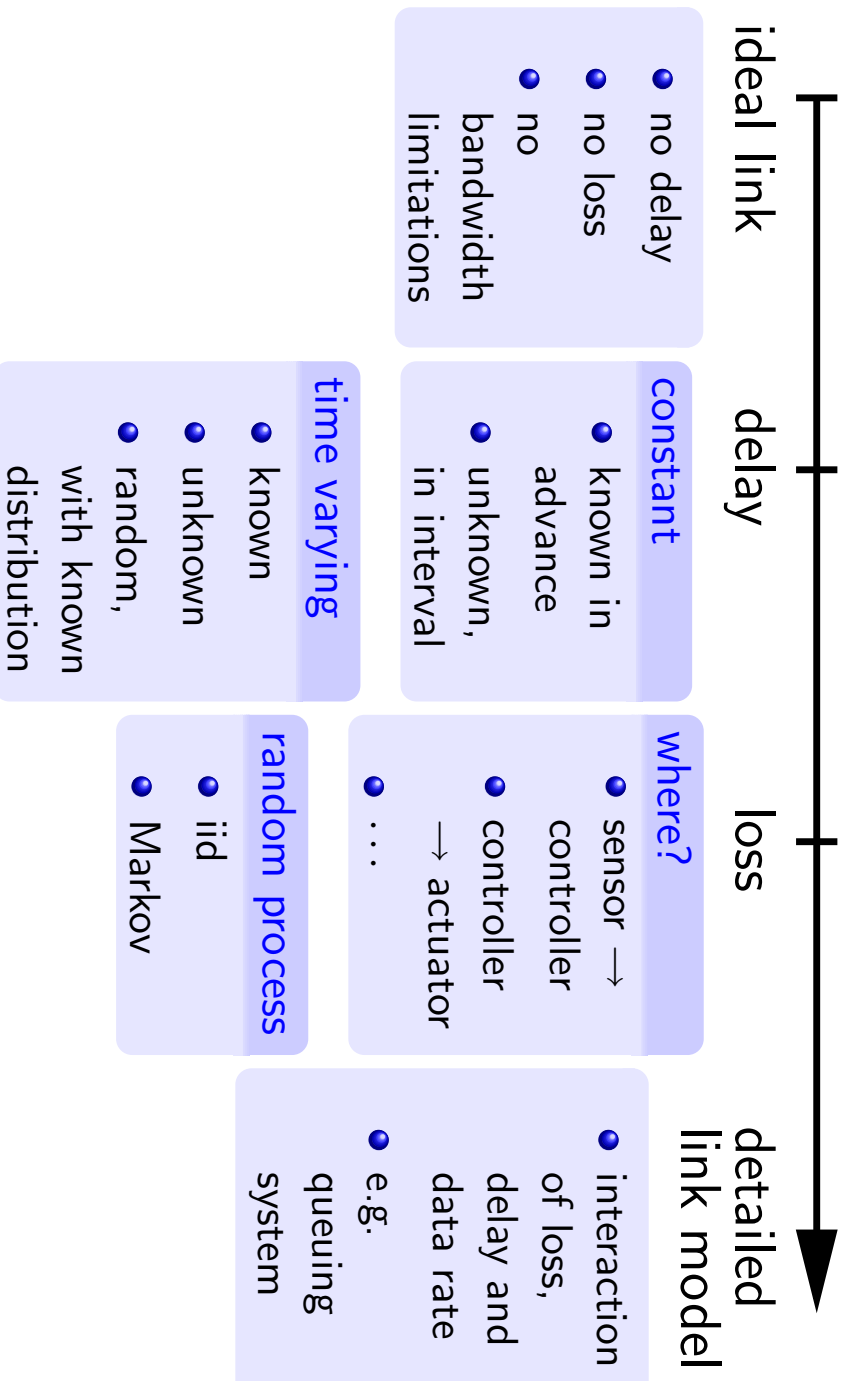 ideal link
no delay
no loss
no
bandwidth
limitations
delay
constant
known in
advance
unknown,
in interval
time varying
known
unknown
random,
with known
distribution
loss
where?
sensor →
controller
controller
→ actuator
. . .
random process
iid
Markov
detailed
link model
interaction
of loss,
delay and
data rate
e.g.
queuing
system